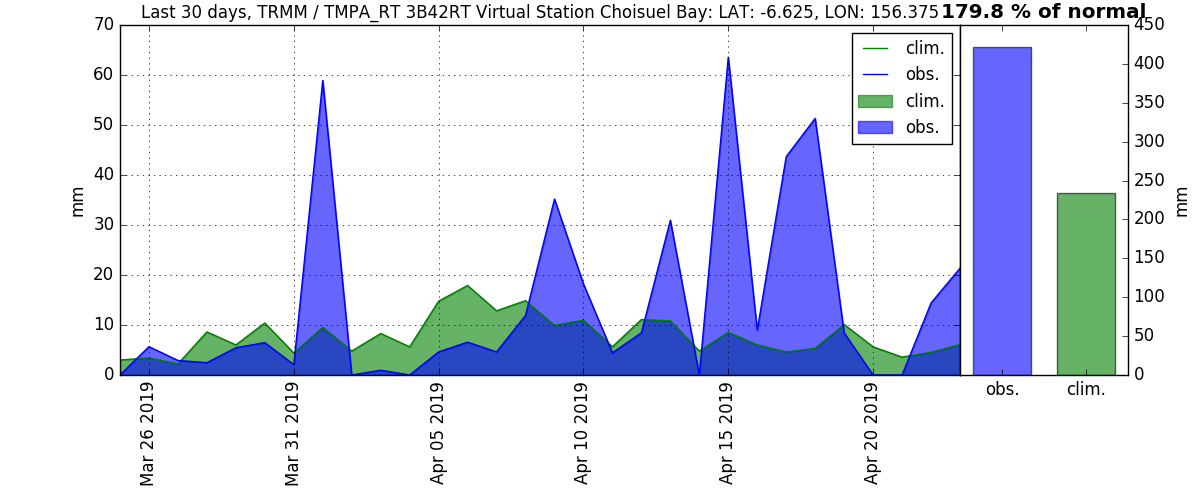 Last 30 days, TRMM / TMPA_RT 3B42RT Virtual Station Choisuel Bay: LAT: -6.625, LON: 156.375
179.8 % of normal
70
60
50
40
30
20
10
0
mm
clim.
obs.
clim.
obs.
450
400
350
300
250
200
150
100
50
0
mm
Mar 26 2019
Mar 31 2019
Apr 05 2019
Apr 10 2019
Apr 15 2019
Apr 20 2019
obs.
clim.